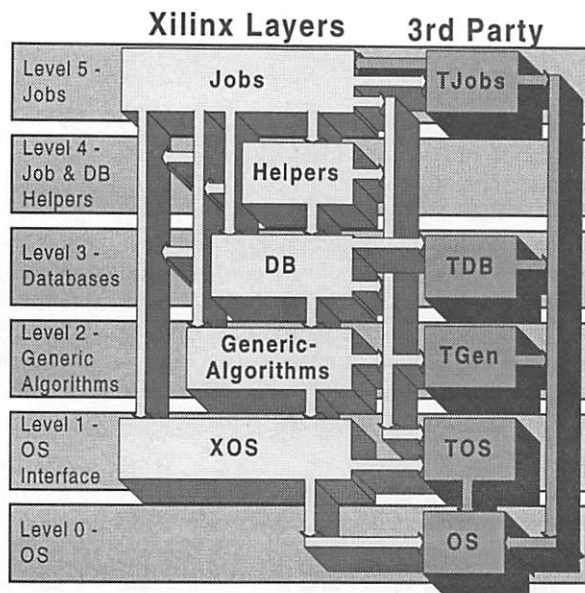 Xilinx Layers
3rd Party
Level 5 -
Jobs
Jobs
TJobs
Level 4 -
Job & DB
Helpers
Helpers
Level 3 -
Databases
DB
TDB
Level 2 -
Generic
Algorithms
Generic-
Algorithms
TGen
Level 1 -
OS
Interface
XOS
TOS
Level 0 -
OS
OS